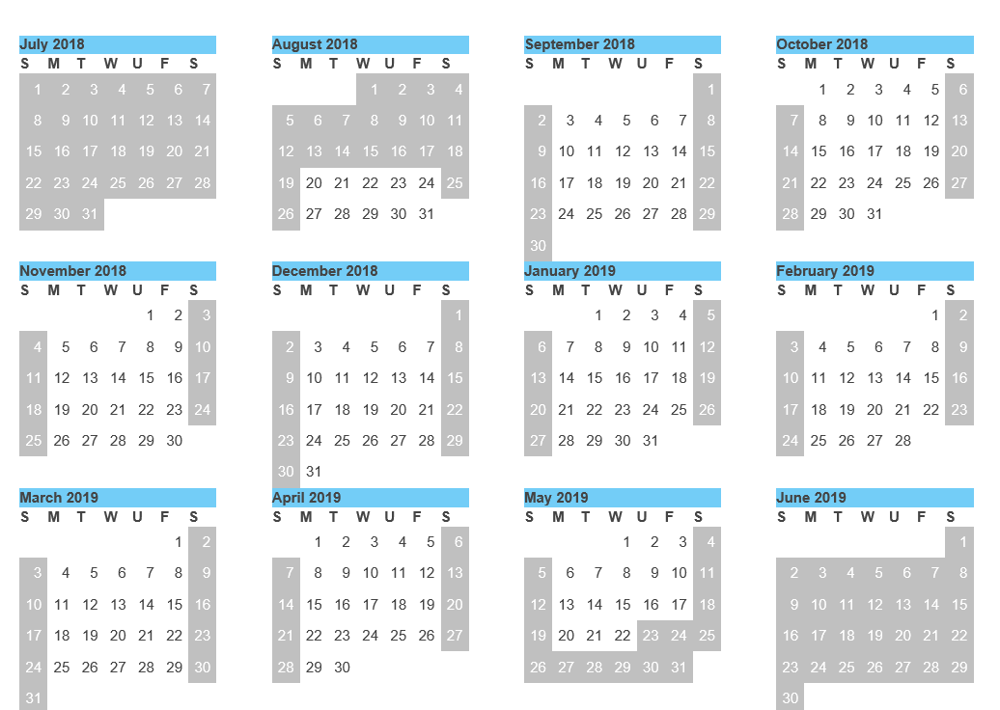 July 2018 August 2018 September 2018 October 2018
S M T W U F S S M T W U F S S M T W U F S S M T W U F S
1 2 3 4 5 6 7 1 2 3 4 1 1 2 3 4 5 6
8 9 10 11 12 13 14 5 6 7 8 9 10 11 2 3 4 5 6 7 8 7 8 9 10 11 12 13
15 16 17 18 19 20 21 12 13 14 15 16 17 18 9 10 11 12 13 14 15 14 15 16 17 18 19 20
22 23 24 25 26 27 28 19 20 21 22 23 24 25 16 17 18 19 20 21 22 21 22 23 24 25 26 27
29 30 31 26 27 28 29 30 31 23 24 25 26 27 28 29 28 29 30 31
30
November 2018 December 2018 January 2019 February 2019
S M T W U F S S M T W U F S S M T W U F S S M T W U F S
1 2 3 1 1 2 3 4 5 1 2
4 5 6 7 8 9 10 2 3 4 5 6 7 8 6 7 8 9 10 11 12 3 4 5 6 7 8 9
11 12 13 14 15 16 17 9 10 11 12 13 14 15 13 14 15 16 17 18 19 10 11 12 13 14 15 16
18 19 20 21 22 23 24 16 17 18 19 20 21 22 20 21 22 23 24 25 26 17 18 19 20 21 22 23
25 26 27 28 29 30 23 24 25 26 27 28 29 27 28 29 30 31 24 25 26 27 28
30 31
March 2019 April 2019 May 2019 June 2019
S M T W U F S S M T W U F S S M T W U F S S M T W U F S
1 2 1 2 3 4 5 6 1 2 3 4 1
3 4 5 6 7 8 9 7 8 9 10 11 12 13 5 6 7 8 9 10 11 2 3 4 5 6 7 8
10 11 12 13 14 15 16 14 15 16 17 18 19 20 12 13 14 15 16 17 18 9 10 11 12 13 14 15
17 18 19 20 21 22 23 21 22 23 24 25 26 27 19 20 21 22 23 24 25 16 17 18 19 20 21 22
24 25 26 27 28 29 30 28 29 30 26 27 28 29 30 31 23 24 25 26 27 28 29
31 30